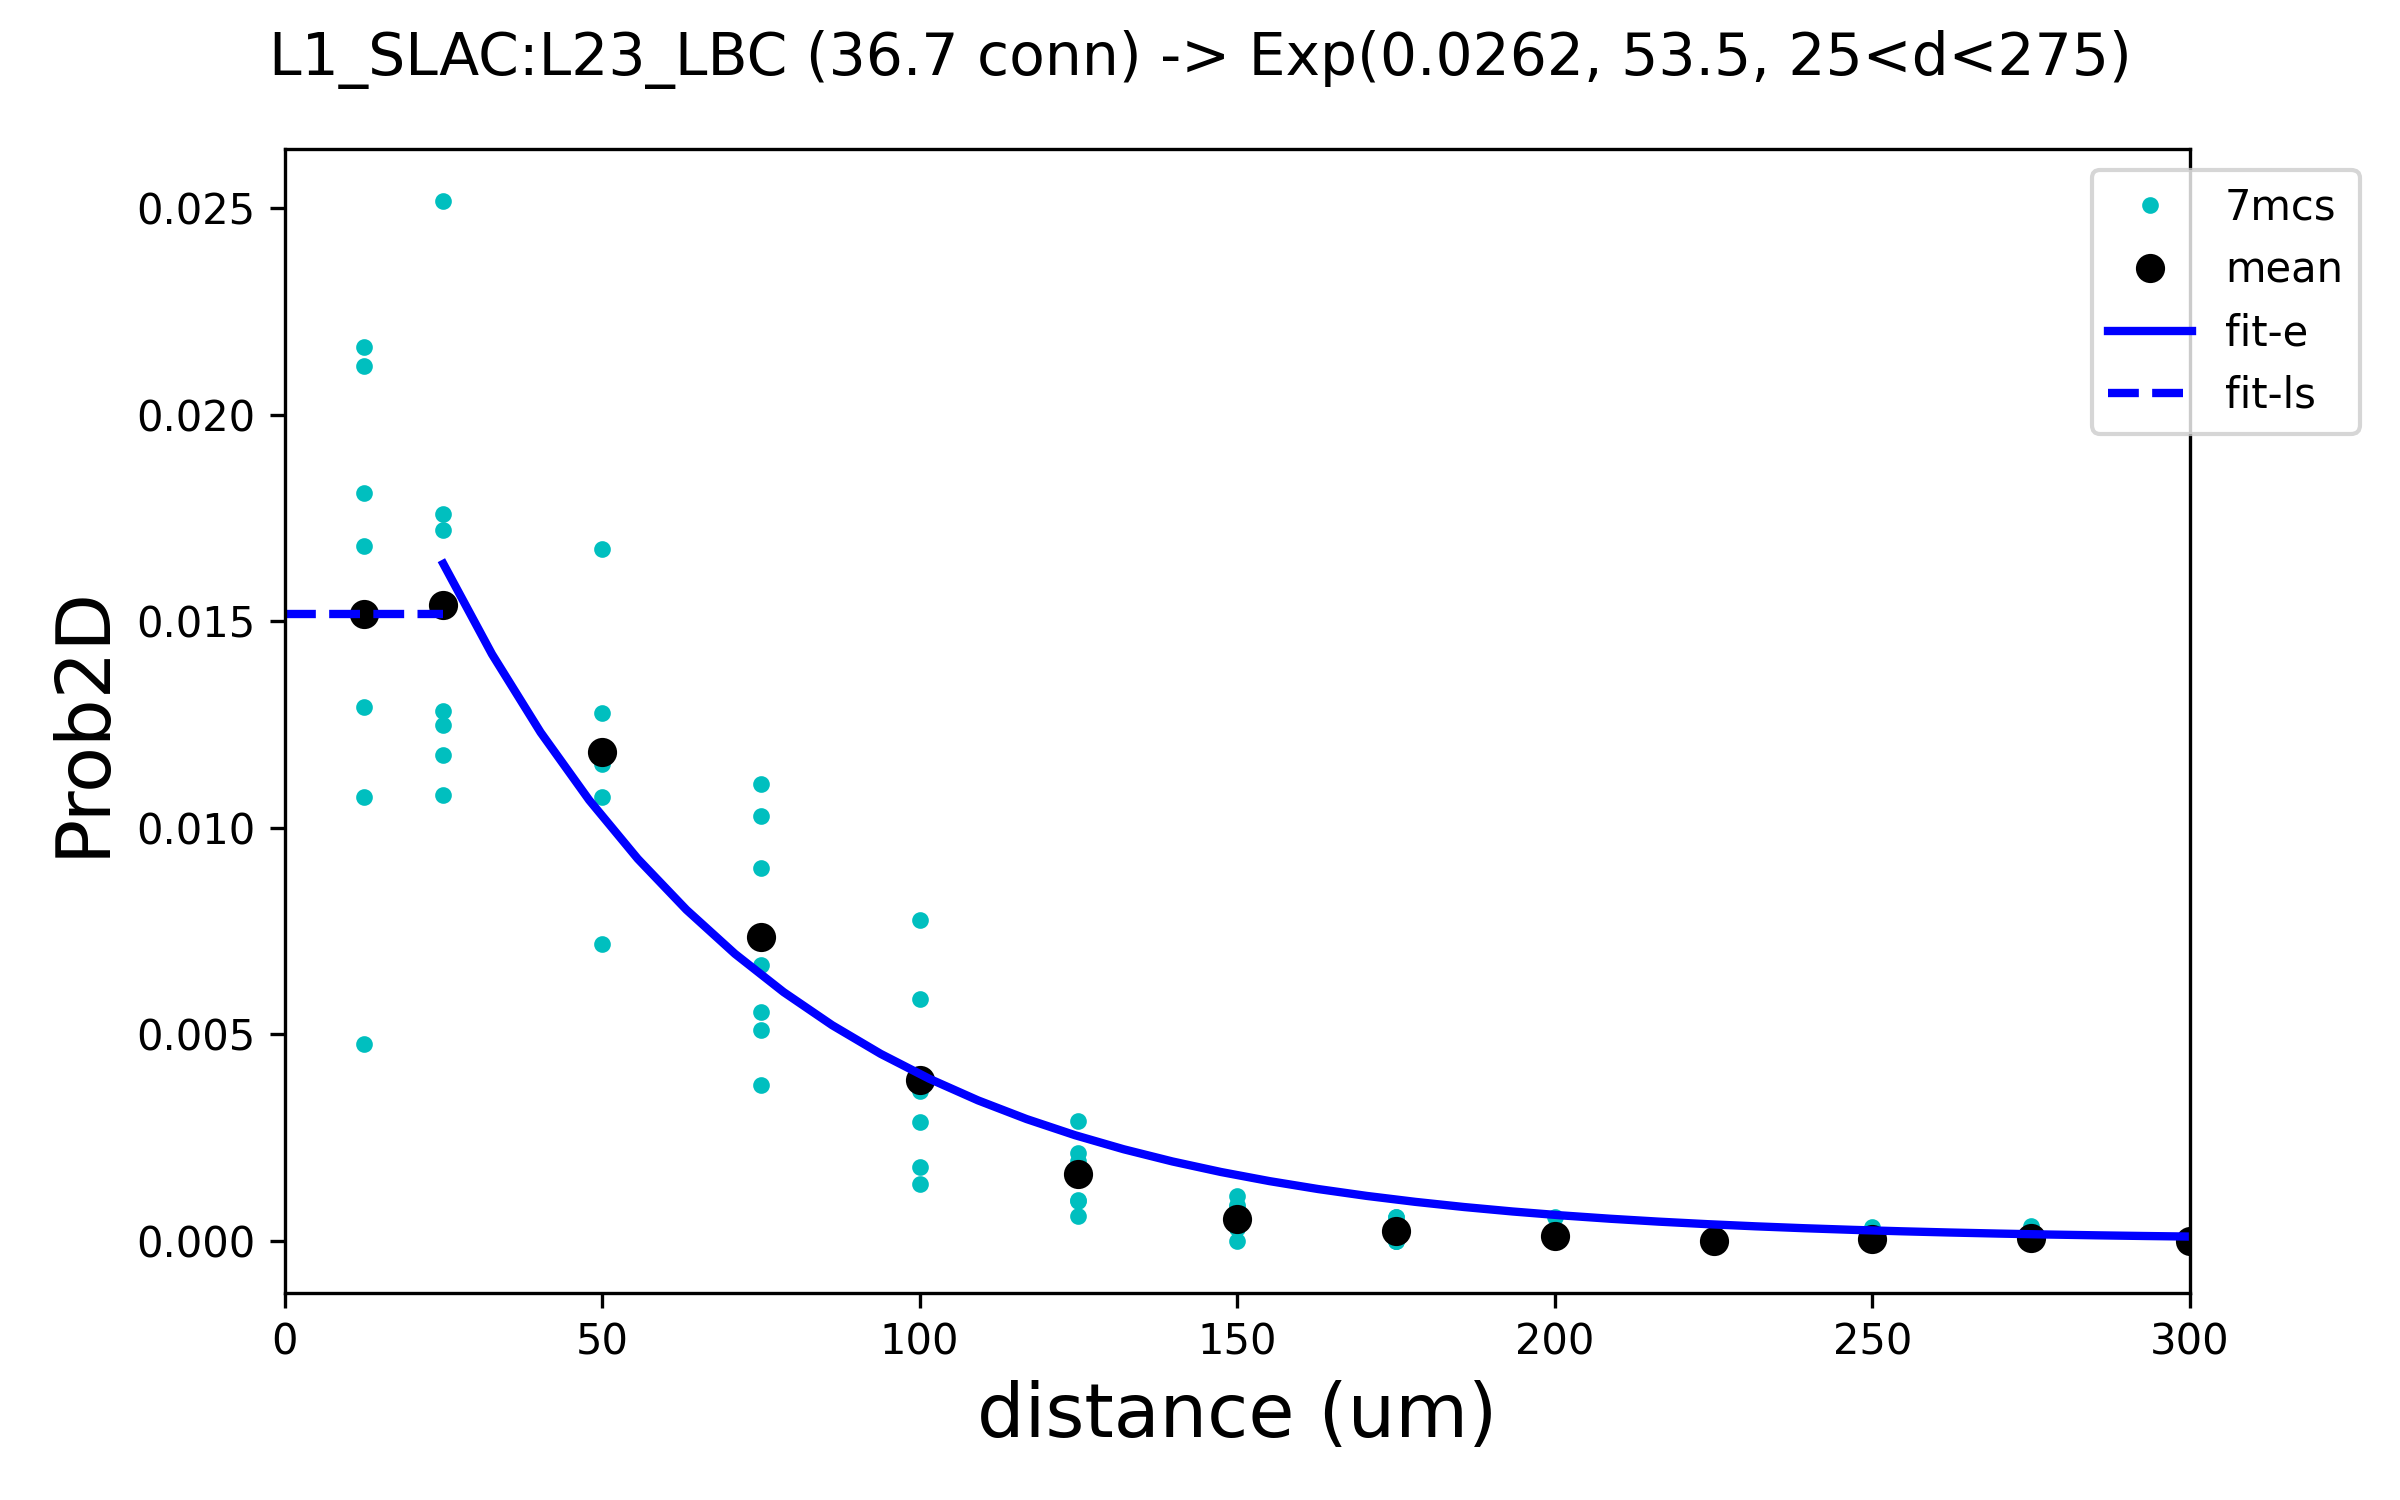 L1_SLAC:L23_LBC (36.7 conn) -> Exp(0.0262, 53.5, 25<d<275)
7mcs
mean
fit-e
fit-ls
Prob2D
0.025
0.020
0.015
0.010
0.005
0.000
0 50 100 150 200 250 300
distance (um)